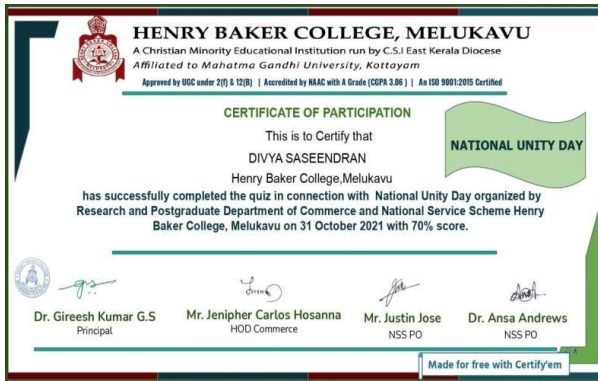 HENRY BAKER COLLEGE, MELUKAVU
A Christian Minority Educational Institution run by C.S.I East Kerala Diocese
Affiliated to Mahatma Gandhi University, Kottayam
Approved by UGC under 2(f) & 12(B) | Accredited by NAAC with A Grade (CGPA 3.06 ) | An ISO 9001:2015 Certified
CERTIFICATE OF PARTICIPATION
This is to Certify that
NATIONAL UNITY DAY
DIVYA SASEENDRAN
Henry Baker College,Melukavu
has successfully completed the quiz in connection with National Unity Day organized by
Research and Postgraduate Department of Commerce and National Service Scheme Henry
Baker College, Melukavu on 31 October 2021 with 70% score.
Dr. Gireesh Kumar G.S
Principal
Mr. Jenipher Carlos Hosanna
HOD Commerce
Mr. Justin Jose
NSS PO
Dr. Ansa Andrews
NSS PO
Made for free with Certify'em